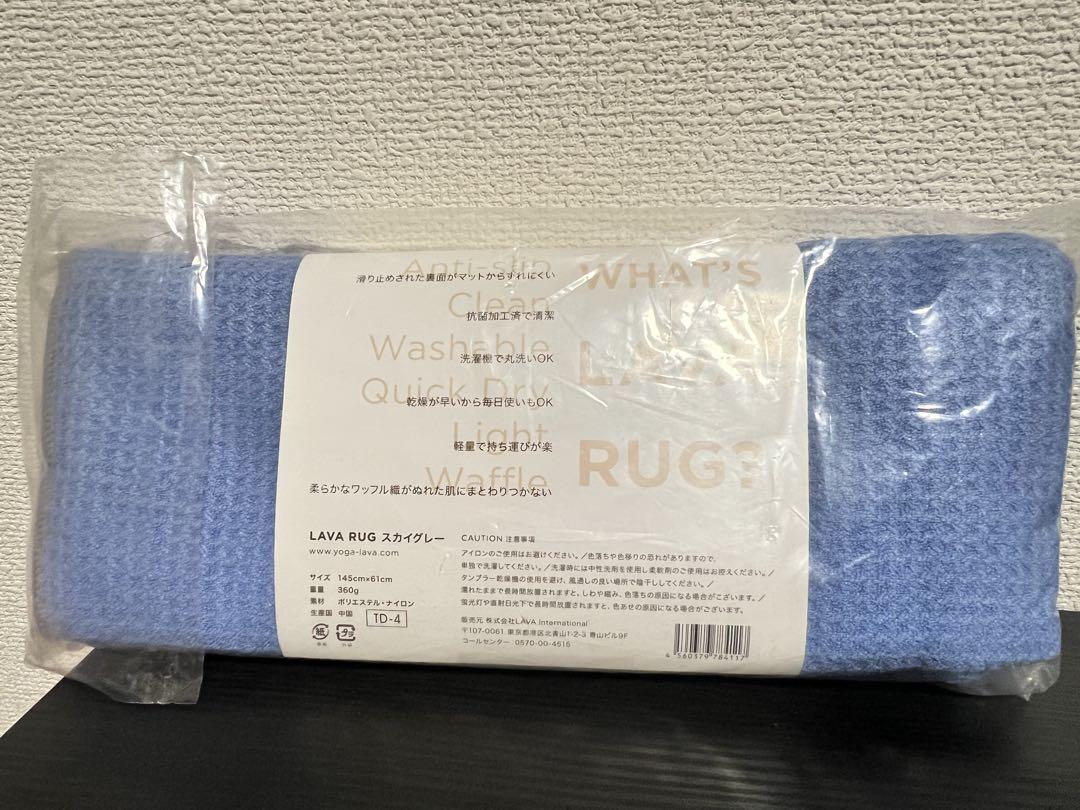 Anti-slip
滑り止めされた裏面がマットからずれにくい
Clean
抗菌加工済で清潔
Washable
洗濯機で丸洗いOK
Quick Dry
乾燥が早いから毎日使いもOK
Light
軽量で持ち運びが楽
Waffle
柔らかなワッフル織がぬれた肌にまとわりつかない
WHAT'S
LAVA
RUG?
LAVA RUG スカイグレー
www.yoga-lava.com
サイズ 145cm×61cm
重量 360g
素材 ポリエステル・ナイロン
生産国 中国
TD-4
紙
プラ
CAUTION 注意事項
アイロンのご使用はお避けください。／色落ちや色移りの恐れがありますので、
単独で洗濯してください。／洗濯時には中性洗剤を使用し柔軟剤のご使用はお控えください。／
タンブラー乾燥機の使用を避け、風通しの良い場所で陰干ししてください。／
濡れたままで長時間放置されますと、しわや縮み、色落ちの原因になる場合がございます。／
蛍光灯や直射日光下で長時間放置されますと、色あせの原因になる場合がございます。
販売元 株式会社LAVA International
〒107-0061 東京都港区北青山1-2-3 青山ビル9F
コールセンター：0570-00-4515
4 560379 784117